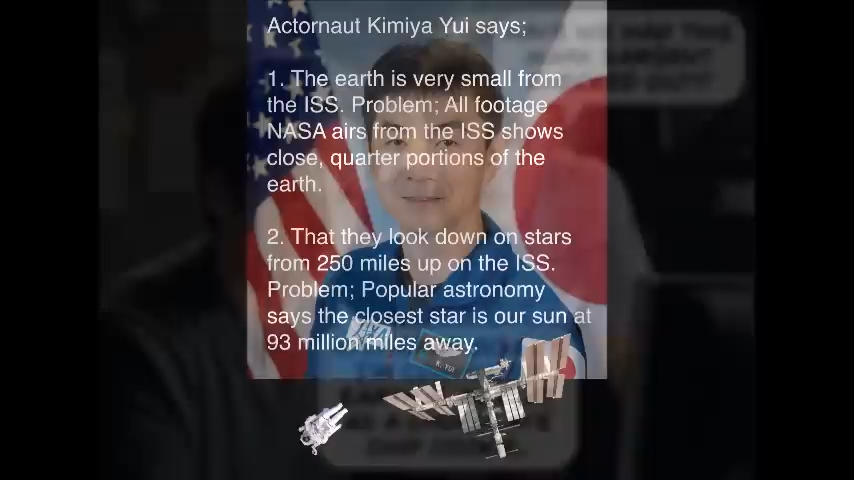 Actornaut Kimiya Yui says;
1. The earth is very small from
the ISS. Problem; All footage
NASA airs from the ISS shows
close, quarter portions of the
earth.
2. That they look down on stars
from 250 miles up on the ISS.
Problem; Popular astronomy
says the closest star is our sun at
93 million miles away.